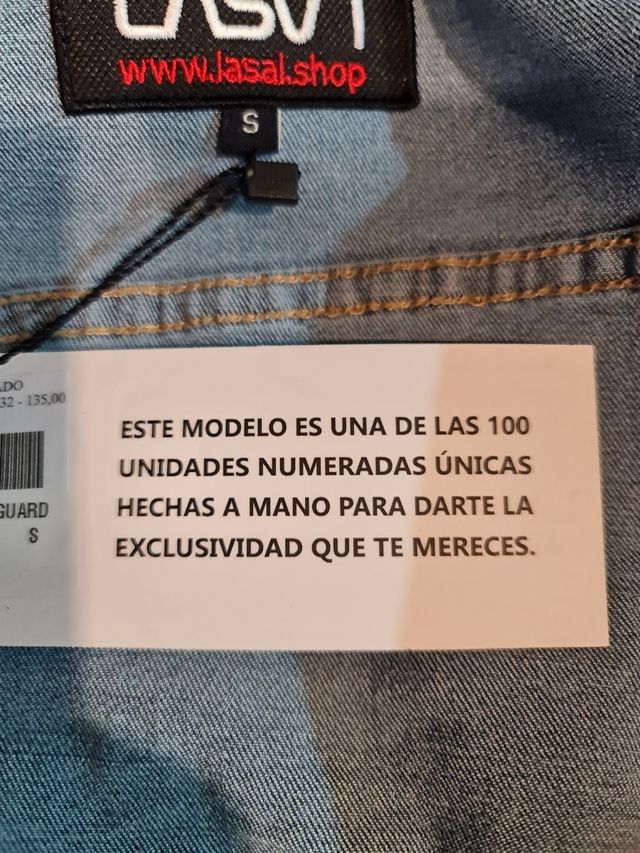 www.lasal.shop
S
ADO
32 - 135,00
GUARD
S
ESTE MODELO ES UNA DE LAS 100
UNIDADES NUMERADAS ÚNICAS
HECHAS A MANO PARA DARTE LA
EXCLUSIVIDAD QUE TE MERECES.